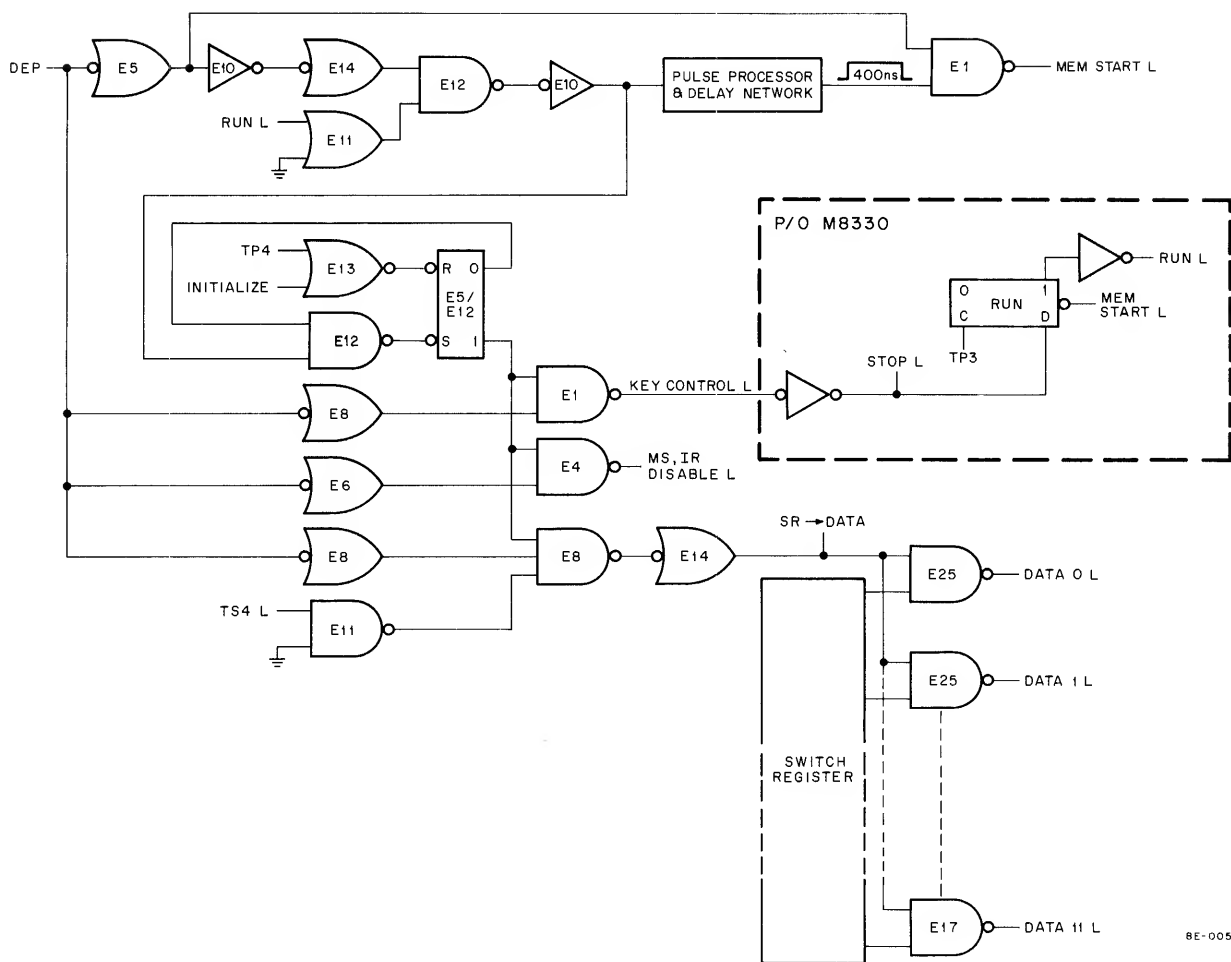 DEP
E5
E10
E14
E12
E10
PULSE PROCESSOR
& DELAY NETWORK
400ns
E1
MEM START L
RUN L
E11
P/O M8330
TP4
INITIALIZE
E13
R O
E5/
E12
S 1
E12
O 1
RUN
C D
TP3
RUN L
MEM
START L
STOP L
E8
E1
KEY CONTROL L
E6
E4
MS, IR
DISABLE L
E8
E8
E14
SR → DATA
TS4 L
E11
SWITCH
REGISTER
E25
DATA 0 L
E25
DATA 1 L
E17
DATA 11 L
8E-005